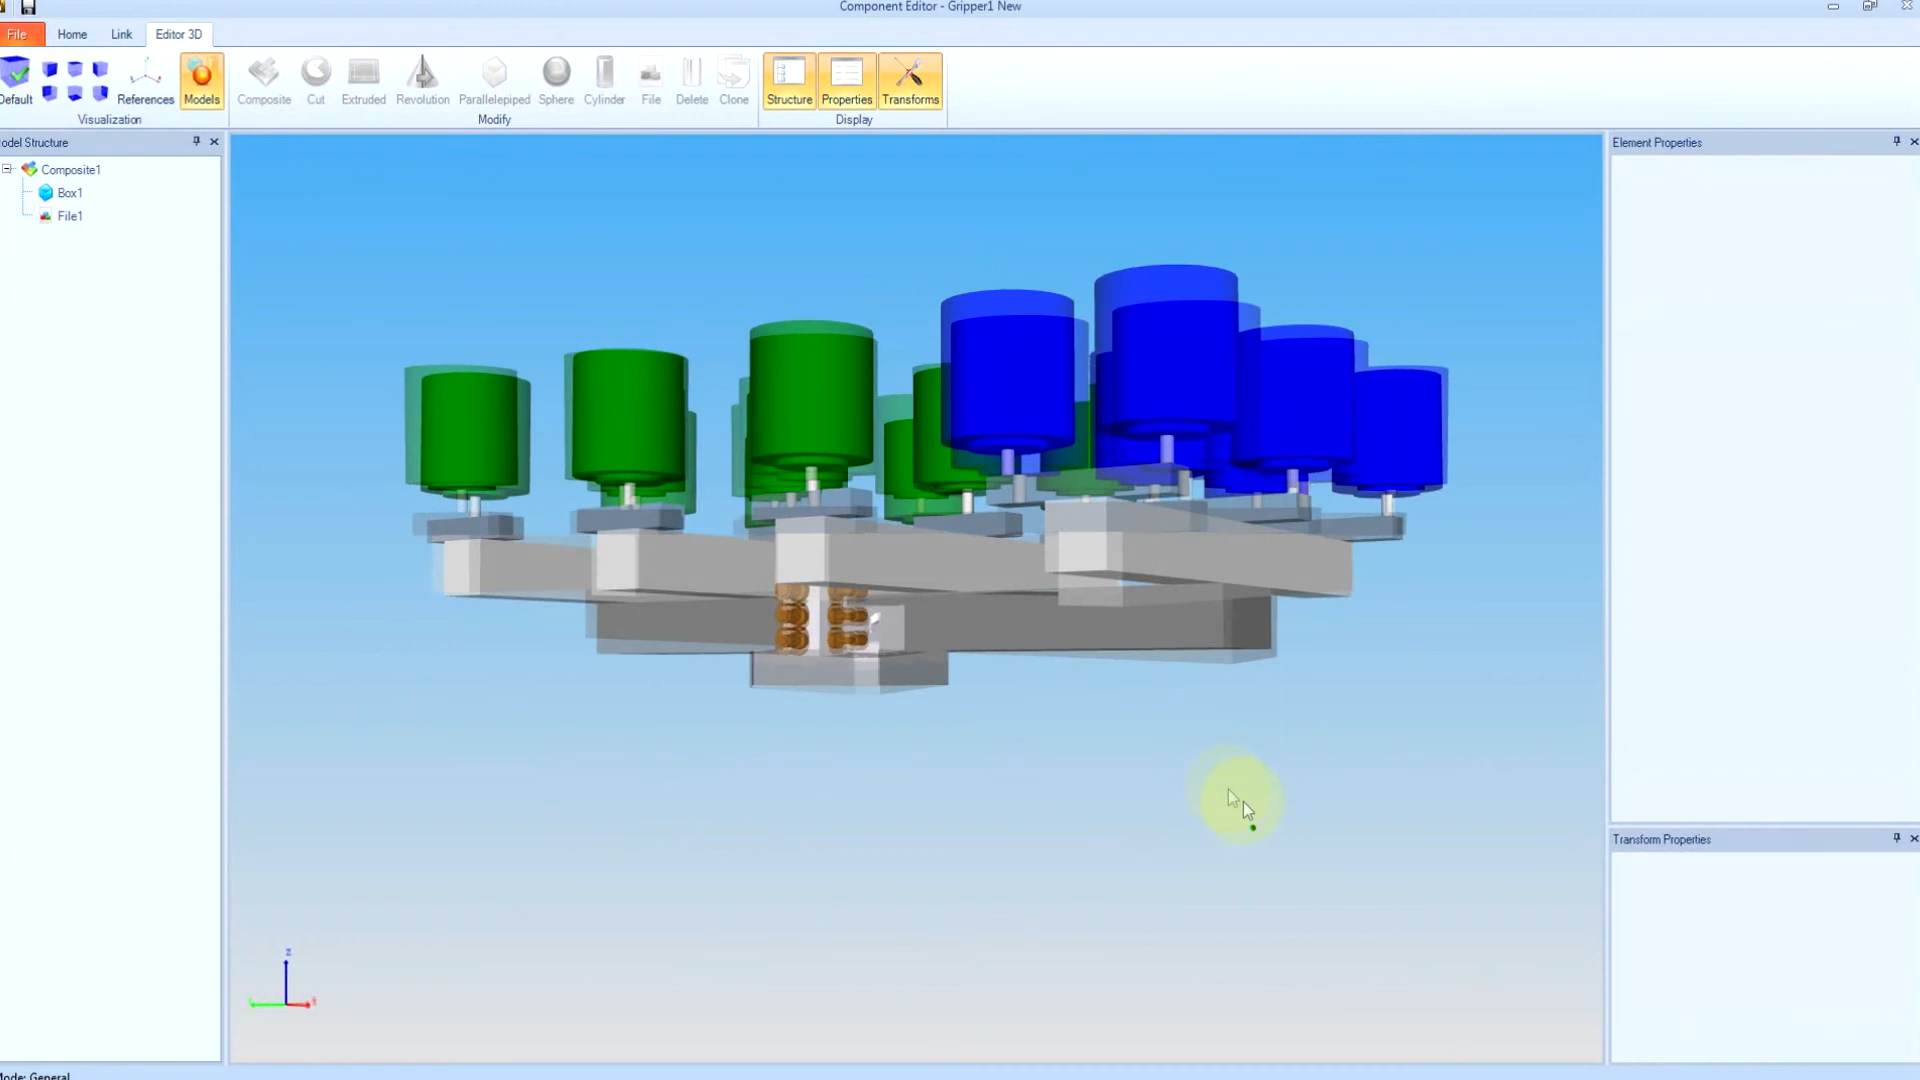 Component Editor - Gripper1 New
File Home Link Editor 3D
Default References Models Composite Cut Extruded Revolution Parallelepiped Sphere Cylinder File Delete Clone Structure Properties Transforms
Visualization Modify Display
odel Structure
Element Properties
Composite1
Box1
File1
Transform Properties
z
Mode: General